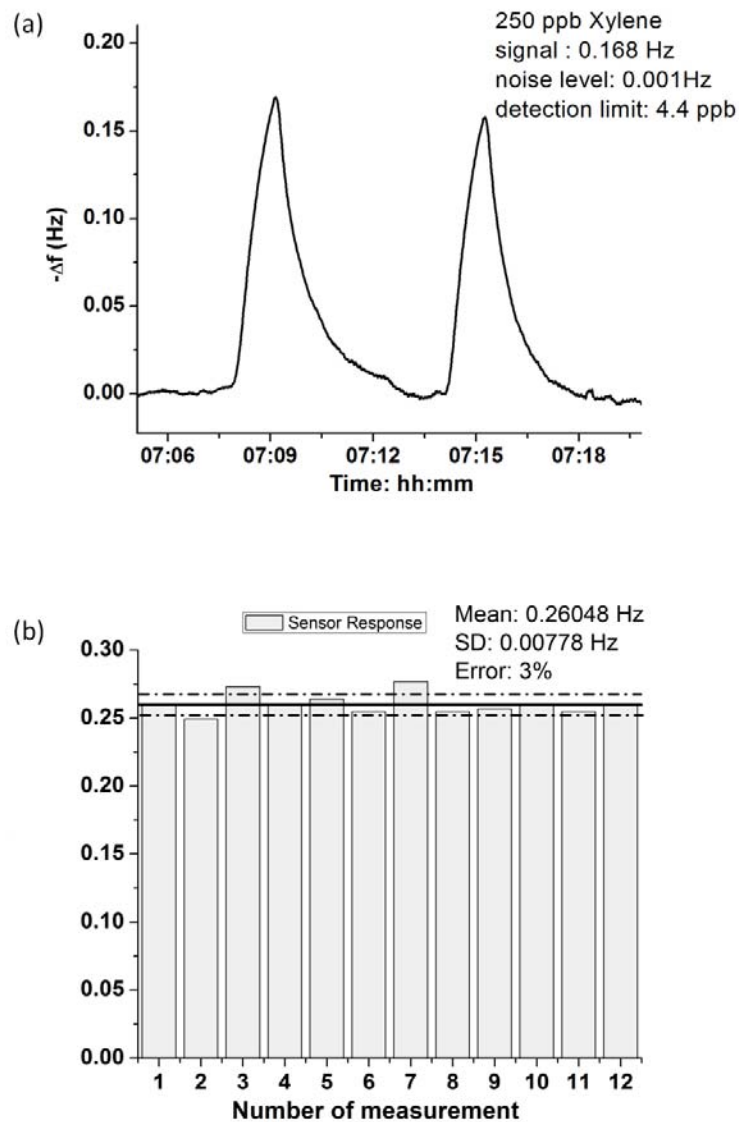 (a)
250 ppb Xylene
signal : 0.168 Hz
noise level: 0.001Hz
detection limit: 4.4 ppb
0.20
0.15
0.10
0.05
0.00
-Δf (Hz)
07:06 07:09 07:12 07:15 07:18
Time: hh:mm
(b)
Sensor Response
Mean: 0.26048 Hz
SD: 0.00778 Hz
Error: 3%
0.30
0.25
0.20
0.15
0.10
0.05
0.00
1 2 3 4 5 6 7 8 9 10 11 12
Number of measurement